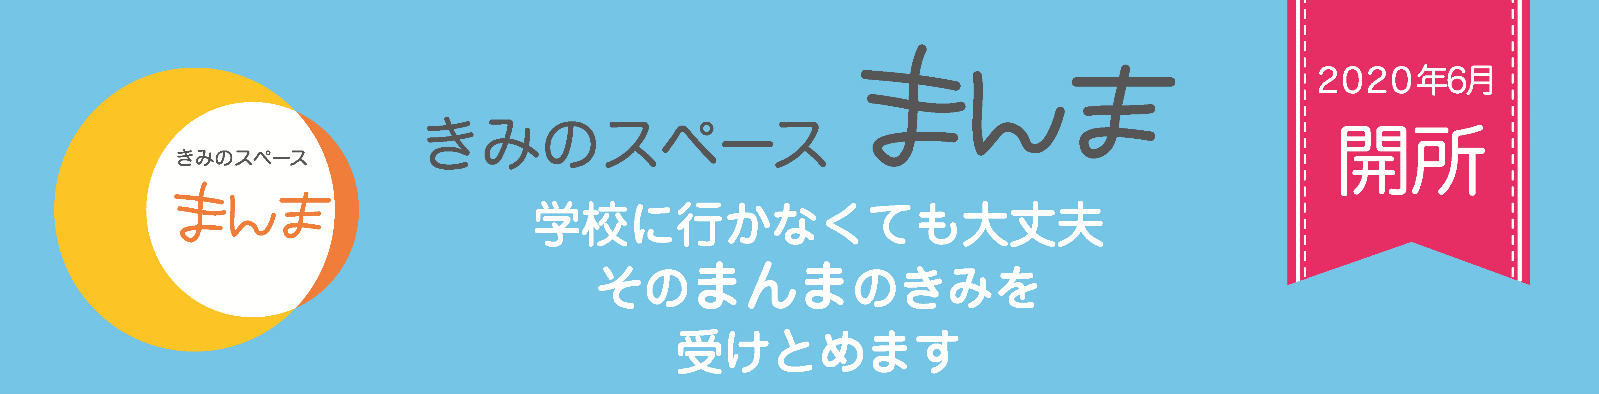 きみのスペース
まんま
きみのスペース まんま
学校に行かなくても大丈夫
そのまんまのきみを
受けとめます
2020年6月
開所